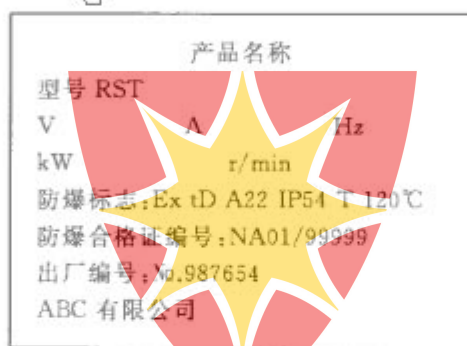 产品名称
型号 RST
V A Hz
kW r/min
防爆标志:Ex tD A22 IP54 T 120℃
防爆合格证编号:NA01/99999
出厂编号:№.987654
ABC 有限公司